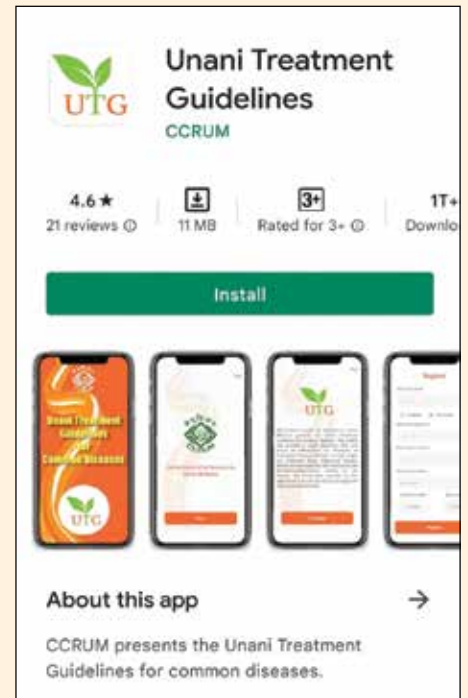 UTG
Unani Treatment
Guidelines
CCRUM
4.6★
21 reviews
11 MB
3+
Rated for 3+
1T+
Downlo
Install
Unani Treatment
Guidelines
For
Common Diseases
UTG
CCRUM
UTG
Register
About this app →
CCRUM presents the Unani Treatment
Guidelines for common diseases.